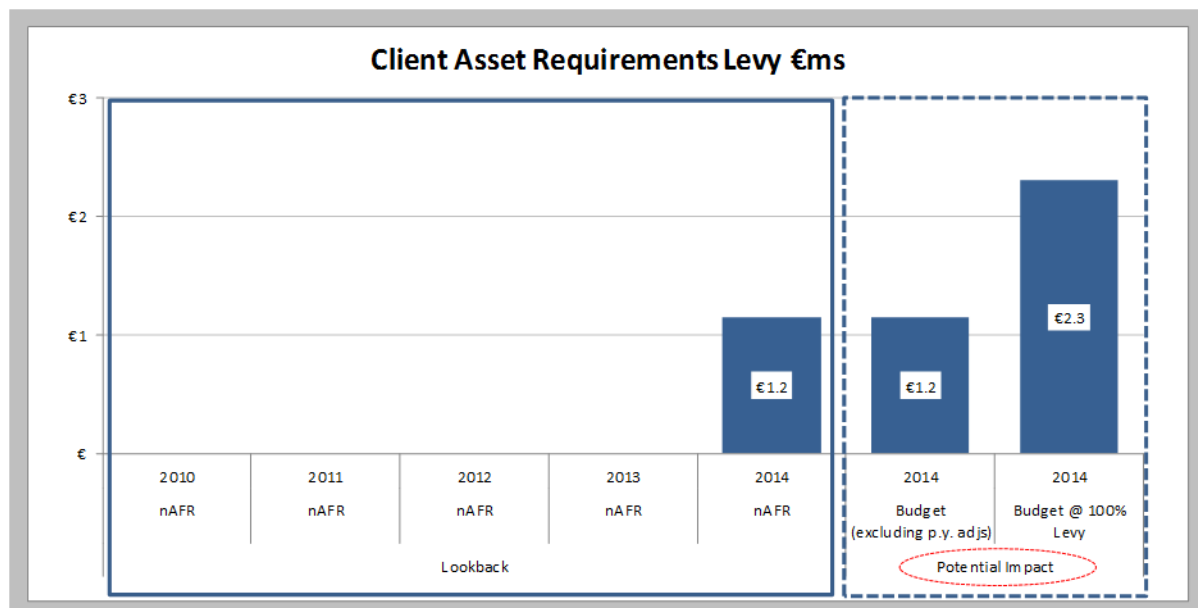 Client Asset Requirements Levy €ms
€3
€2
€1
€
€1.2
€1.2
€2.3
2010
2011
2012
2013
2014
2014
2014
nAFR
nAFR
nAFR
nAFR
nAFR
Budget
(excluding p.y. adjs)
Budget @ 100%
Levy
Lookback
Potential Impact